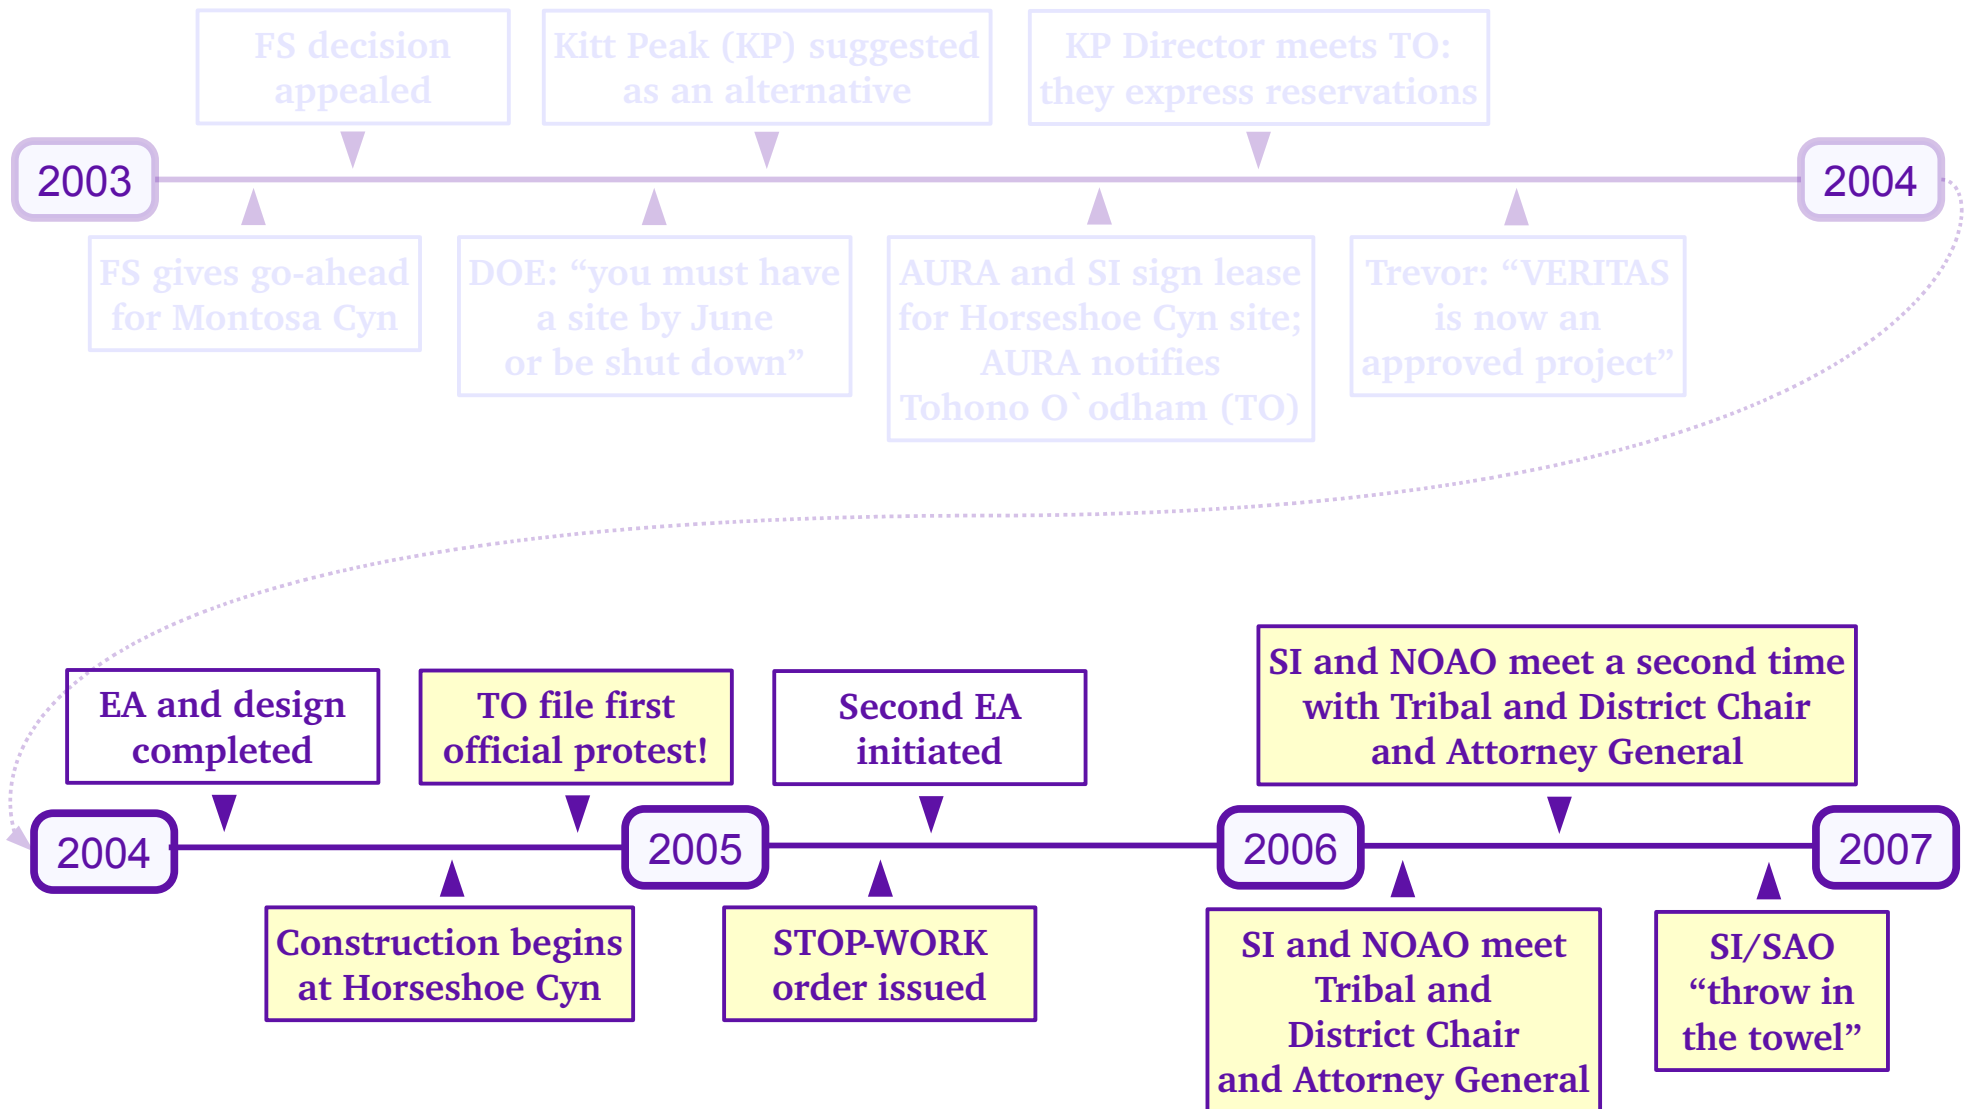 FS decision
appealed
Kitt Peak (KP) suggested
as an alternative
KP Director meets TO:
they express reservations
2003
2004
FS gives go-ahead
for Montosa Cyn
DOE: “you must have
a site by June
or be shut down”
AURA and SI sign lease
for Horseshoe Cyn site;
AURA notifies
Tohono O`odham (TO)
Trevor: “VERITAS
is now an
approved project”
EA and design
completed
TO file first
official protest!
Second EA
initiated
SI and NOAO meet a second time
with Tribal and District Chair
and Attorney General
2004
2005
2006
2007
Construction begins
at Horseshoe Cyn
STOP-WORK
order issued
SI and NOAO meet
Tribal and
District Chair
and Attorney General
SI/SAO
“throw in
the towel”